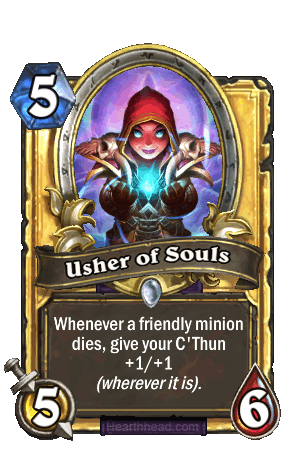 5
Usher of Souls
Whenever a friendly minion
dies, give your C'Thun
+1/+1
(wherever it is).
5
6
Hearthhead.com